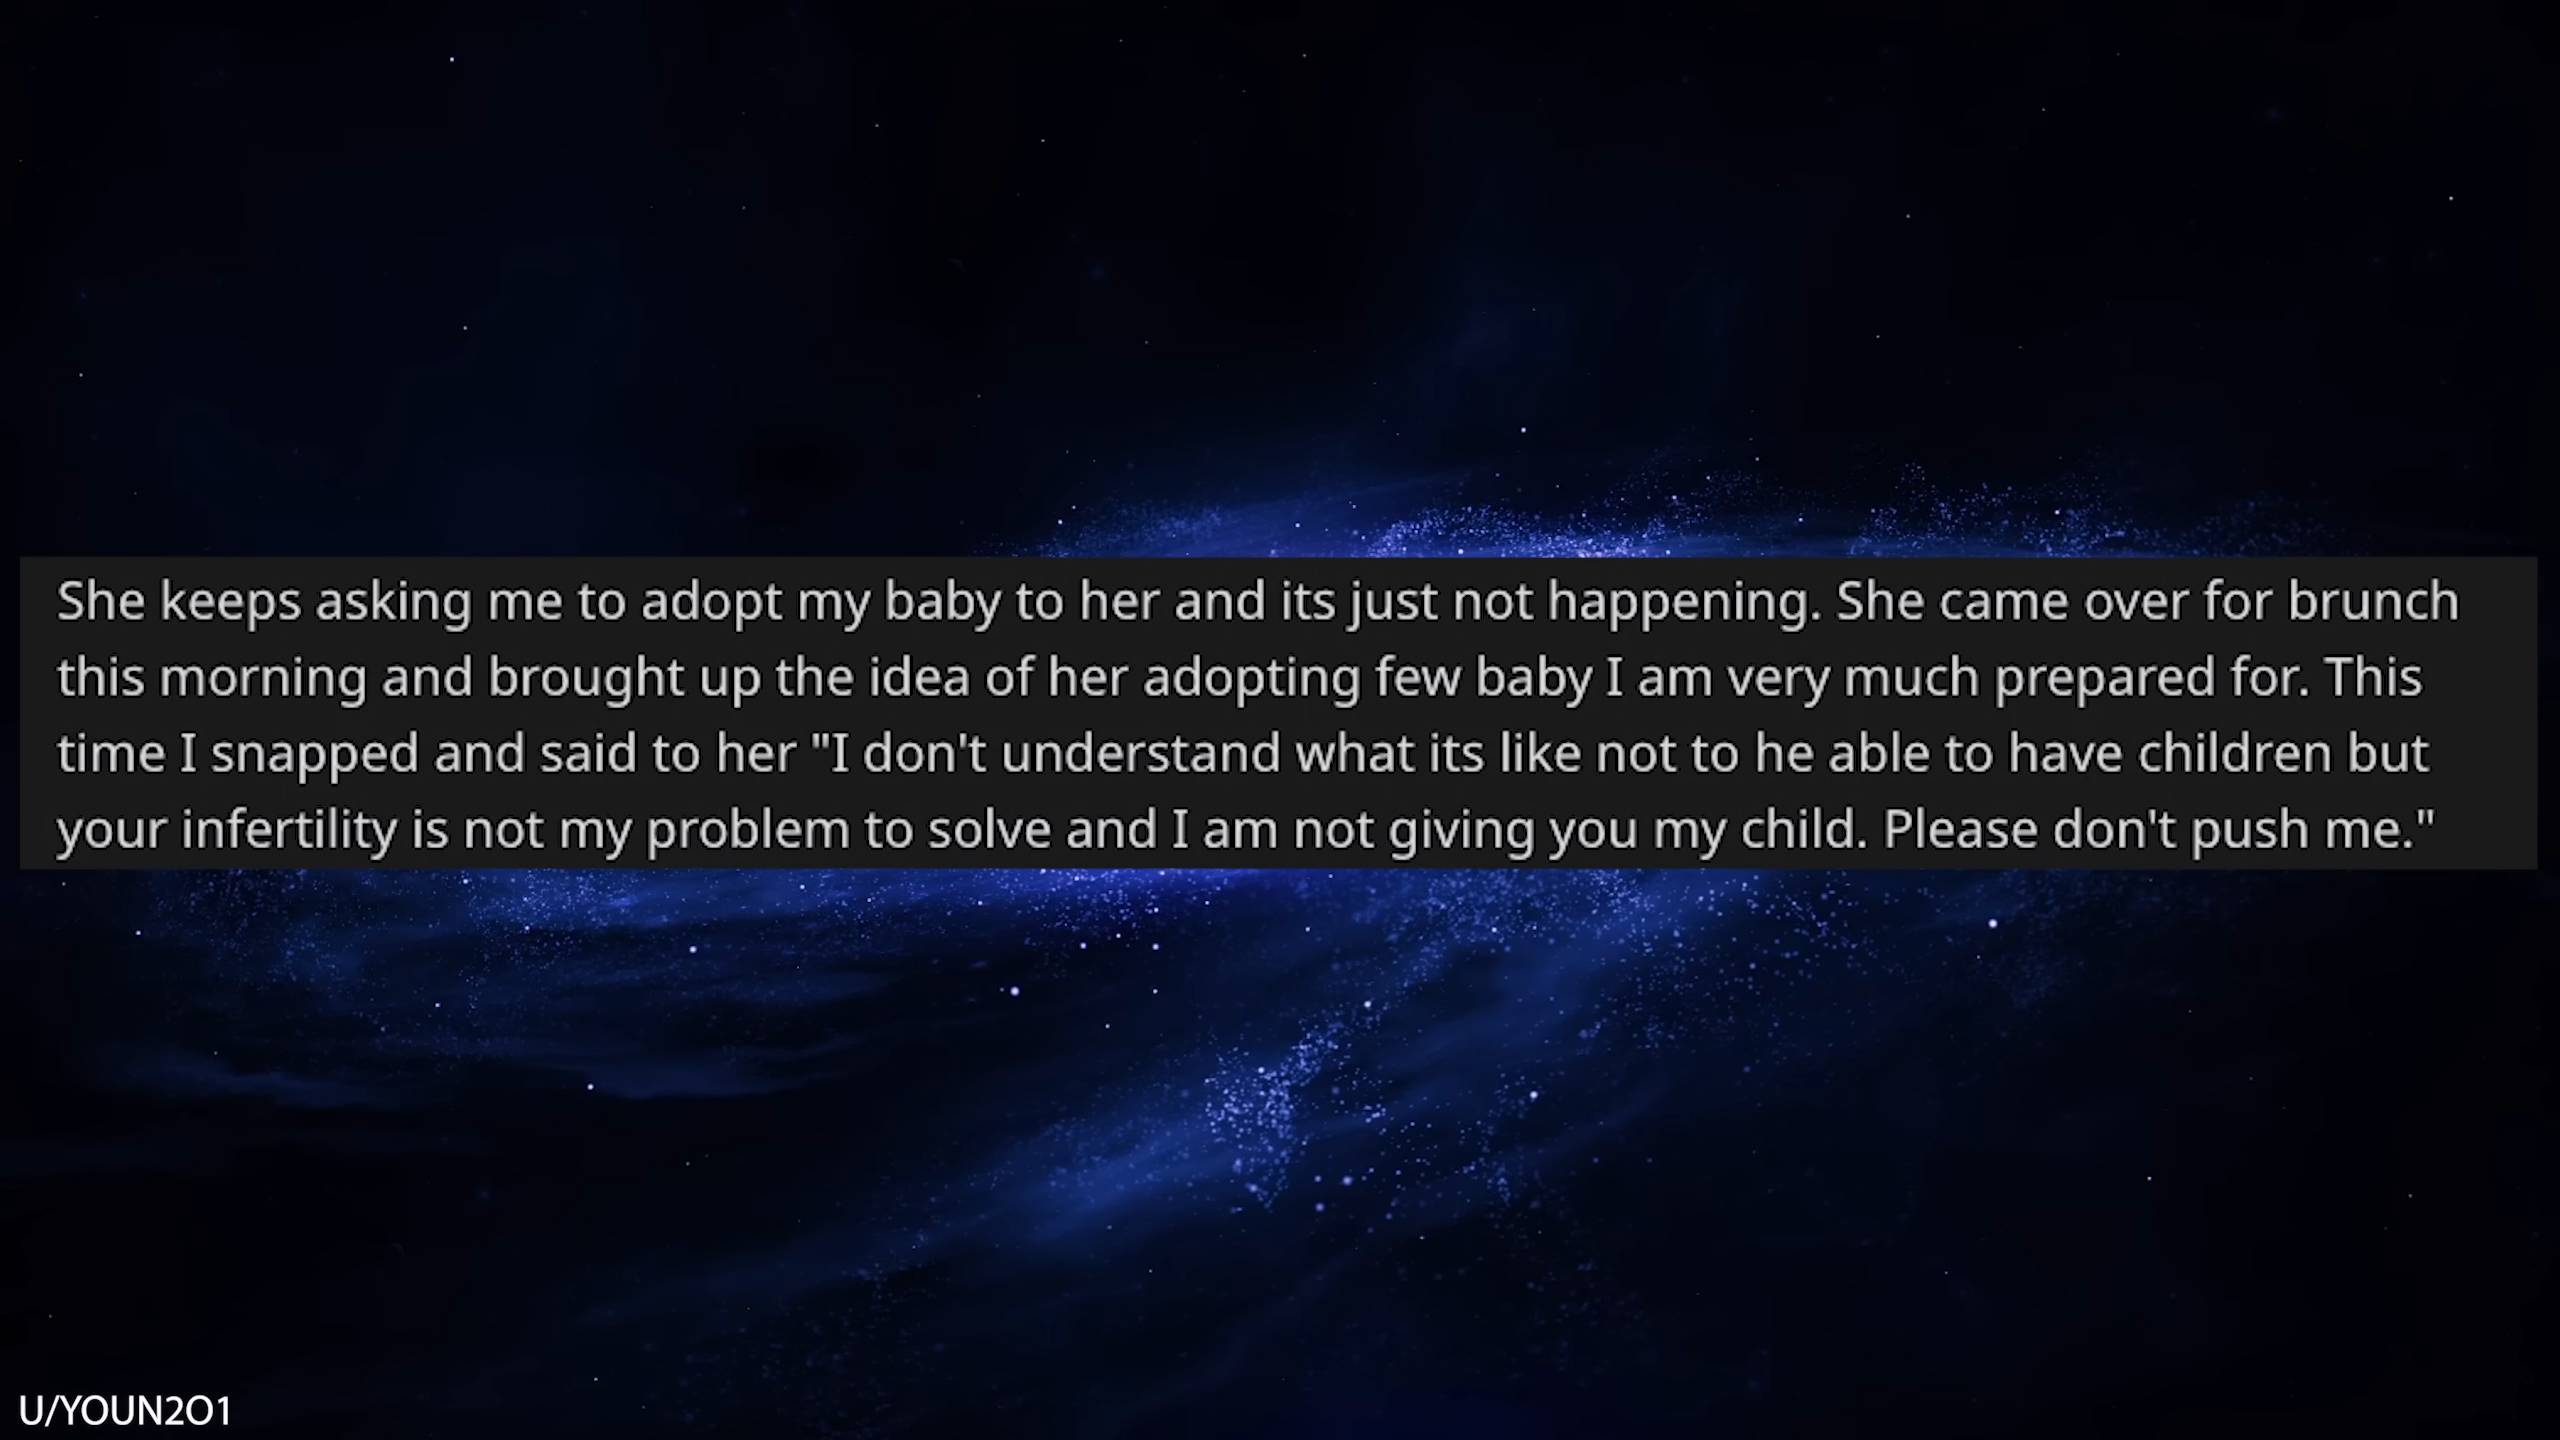 She keeps asking me to adopt my baby to her and its just not happening. She came over for brunch
this morning and brought up the idea of her adopting few baby I am very much prepared for. This
time I snapped and said to her "I don't understand what its like not to he able to have children but
your infertility is not my problem to solve and I am not giving you my child. Please don't push me."
U/YOUN2O1